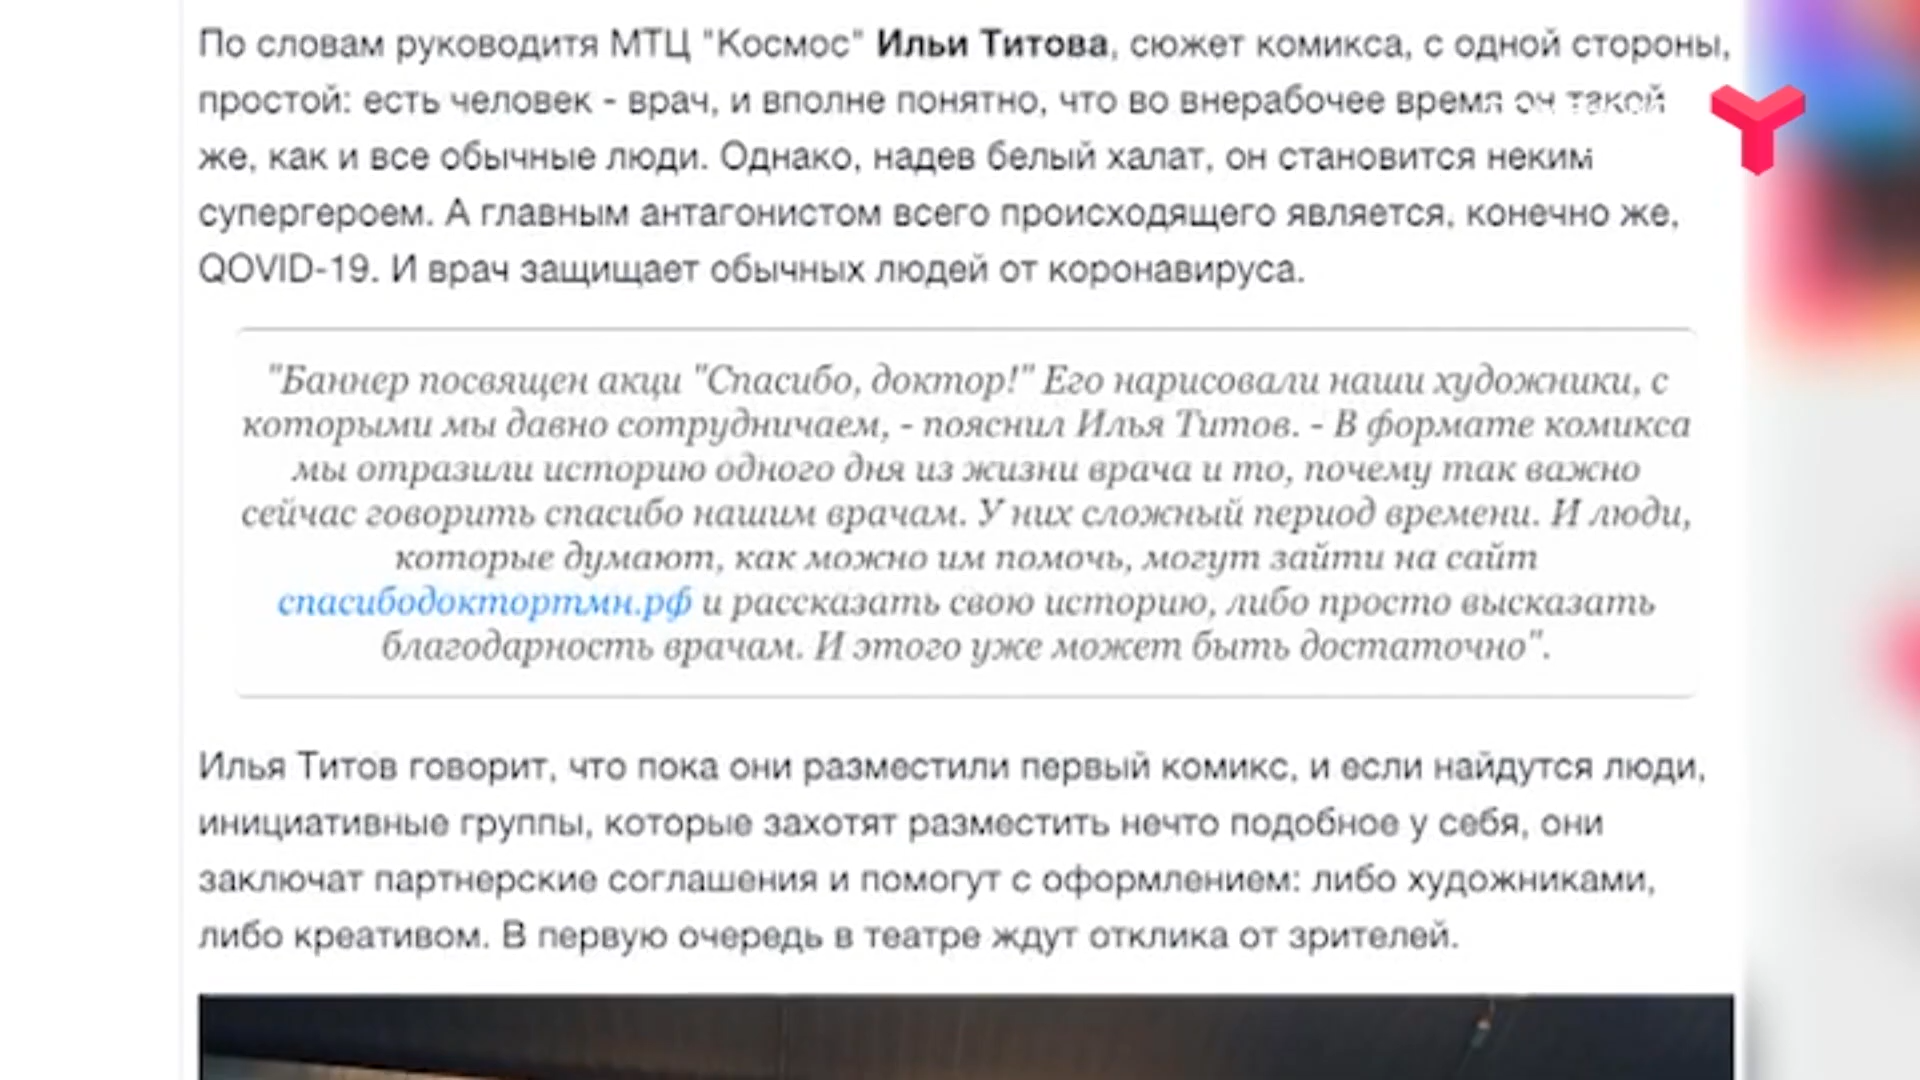 По словам руководитя МТЦ "Космос" Ильи Титова, сюжет комикса, с одной стороны,
простой: есть человек - врач, и вполне понятно, что во внерабочее время он такой
же, как и все обычные люди. Однако, надев белый халат, он становится неким
супергероем. А главным антагонистом всего происходящего является, конечно же,
QOVID-19. И врач защищает обычных людей от коронавируса.
"Баннер посвящен акци "Спасибо, доктор!" Его нарисовали наши художники, с
которыми мы давно сотрудничаем, - пояснил Илья Титов. - В формате комикса
мы отразили историю одного дня из жизни врача и то, почему так важно
сейчас говорить спасибо нашим врачам. У них сложный период времени. И люди,
которые думают, как можно им помочь, могут зайти на сайт
спасибодоктортмн.рф и рассказать свою историю, либо просто высказать
благодарность врачам. И этого уже может быть достаточно".
Илья Титов говорит, что пока они разместили первый комикс, и если найдутся люди,
инициативные группы, которые захотят разместить нечто подобное у себя, они
заключат партнерские соглашения и помогут с оформлением: либо художниками,
либо креативом. В первую очередь в театре ждут отклика от зрителей.